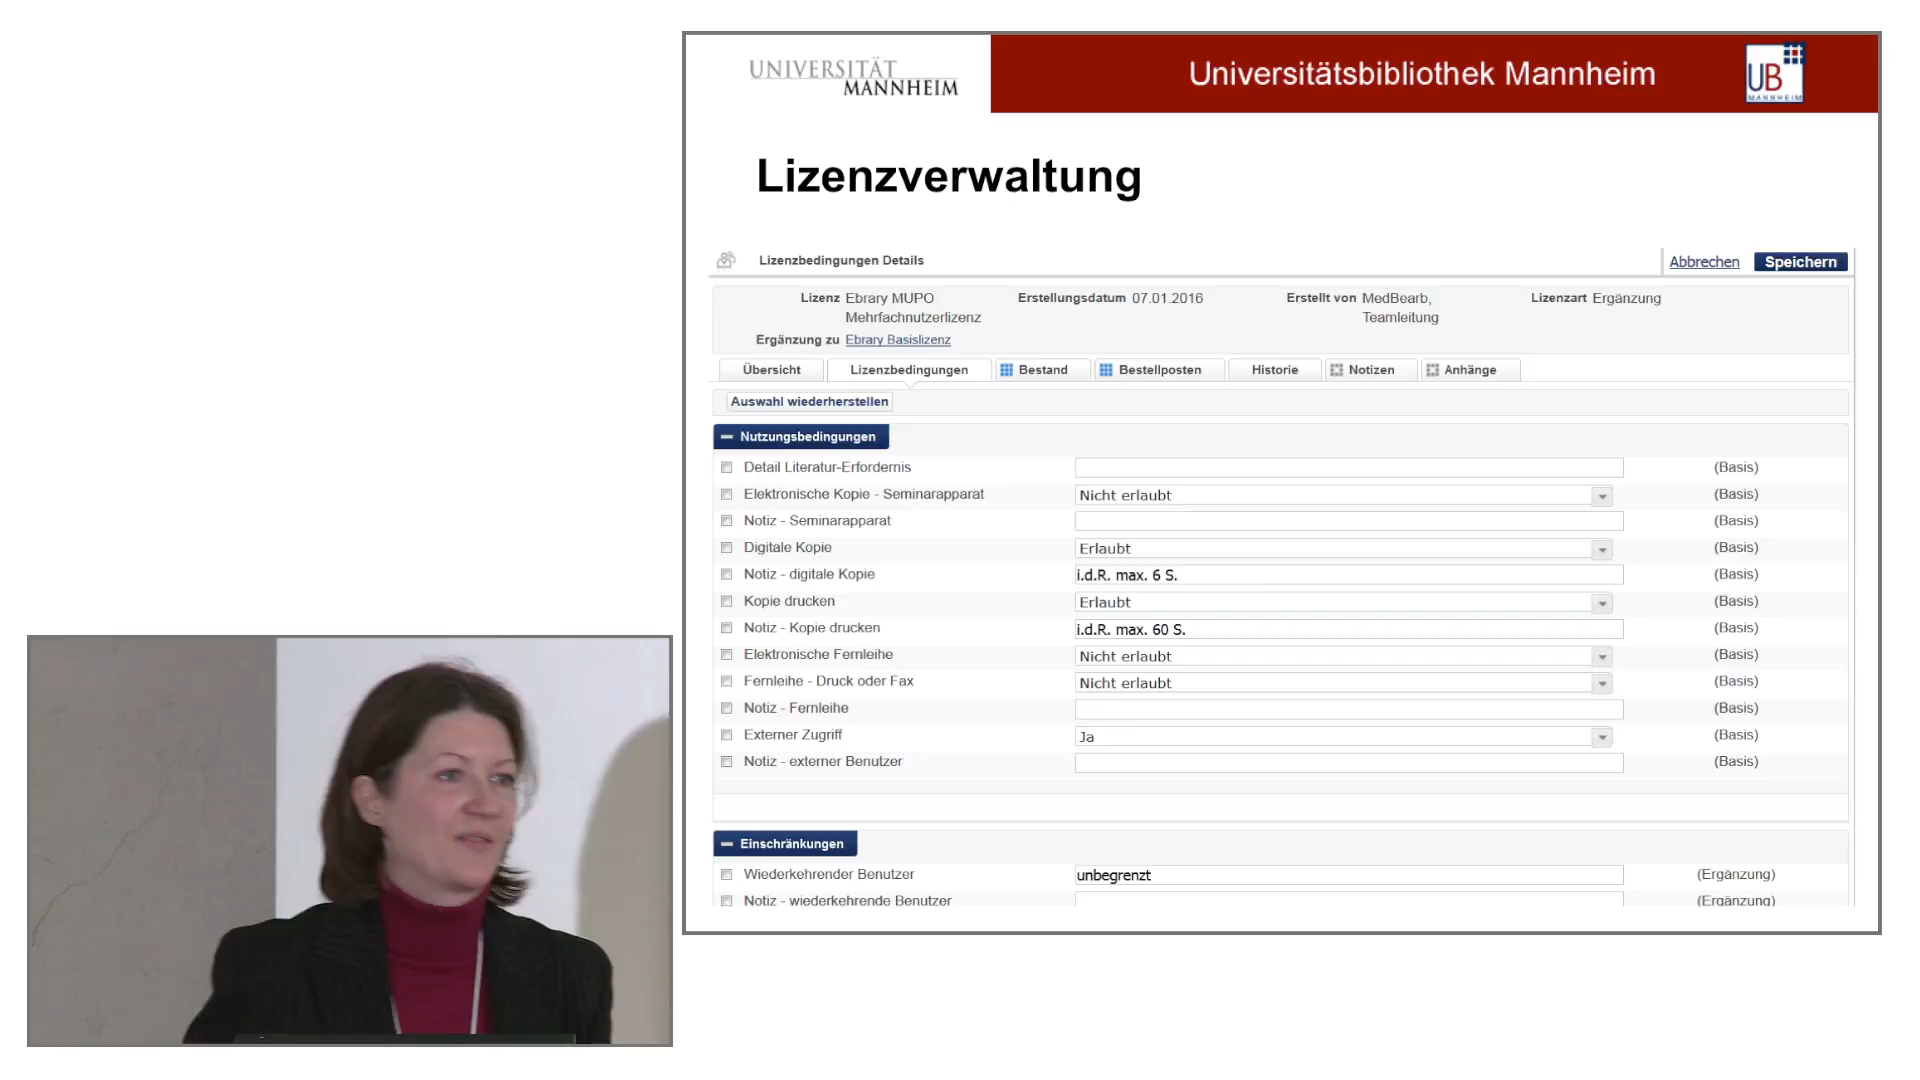 UNIVERSITÄT
MANNHEIM
Universitätsbibliothek Mannheim
UB
MANNHEIM
Lizenzverwaltung
Lizenzbedingungen Details
Abbrechen Speichern
Lizenz Ebrary MUPO Erstellungsdatum 07.01.2016 Erstellt von MedBearb, Lizenzart Ergänzung
Mehrfachnutzerlizenz Teamleitung
Ergänzung zu Ebrary Basislizenz
Übersicht Lizenzbedingungen Bestand Bestellposten Historie Notizen Anhänge
Auswahl wiederherstellen
Nutzungsbedingungen
Detail Literatur-Erfordernis (Basis)
Elektronische Kopie - Seminarapparat Nicht erlaubt (Basis)
Notiz - Seminarapparat (Basis)
Digitale Kopie Erlaubt (Basis)
Notiz - digitale Kopie i.d.R. max. 6 S. (Basis)
Kopie drucken Erlaubt (Basis)
Notiz - Kopie drucken i.d.R. max. 60 S. (Basis)
Elektronische Fernleihe Nicht erlaubt (Basis)
Fernleihe - Druck oder Fax Nicht erlaubt (Basis)
Notiz - Fernleihe (Basis)
Externer Zugriff Ja (Basis)
Notiz - externer Benutzer (Basis)
Einschränkungen
Wiederkehrender Benutzer unbegrenzt (Ergänzung)
Notiz - wiederkehrende Benutzer (Ergänzung)